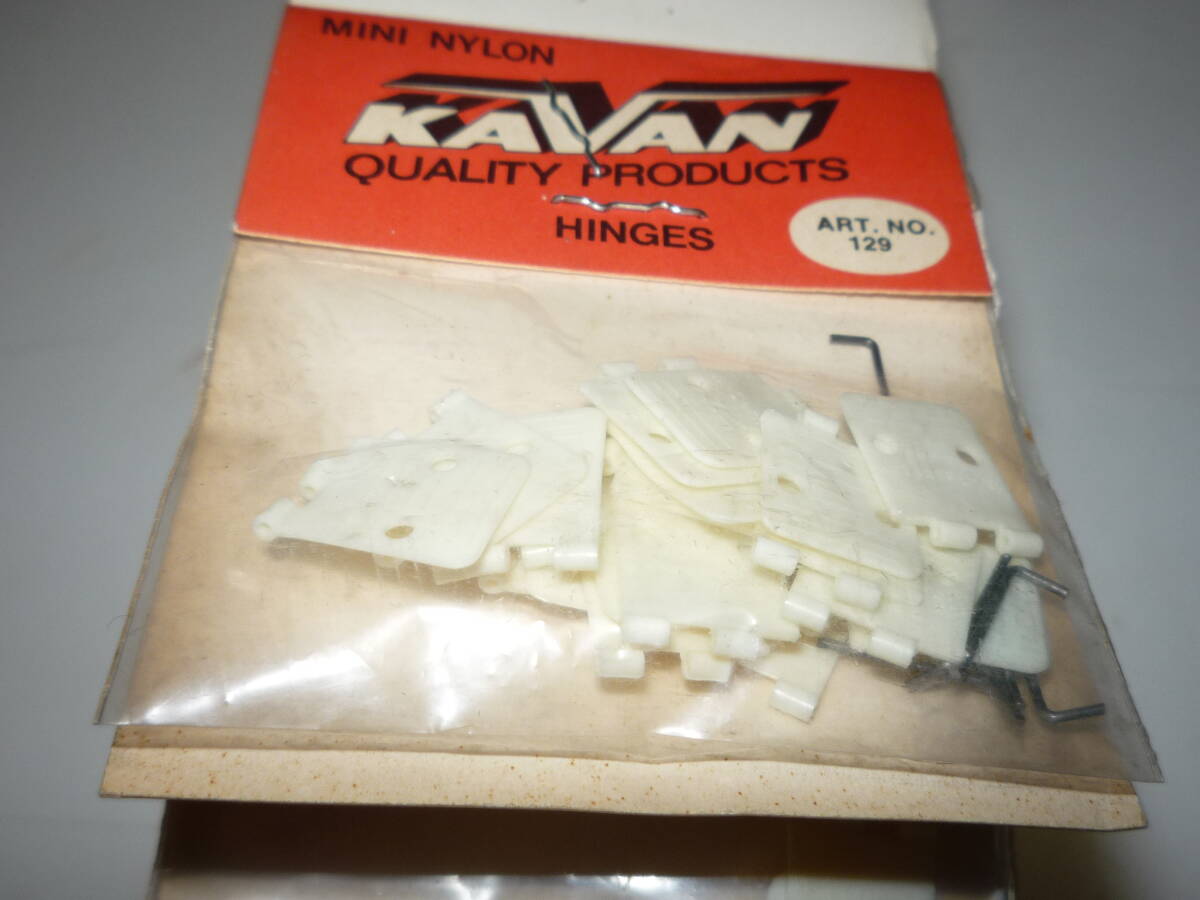 MINI NYLON
KAVAN
QUALITY PRODUCTS
HINGES
ART. NO.
129